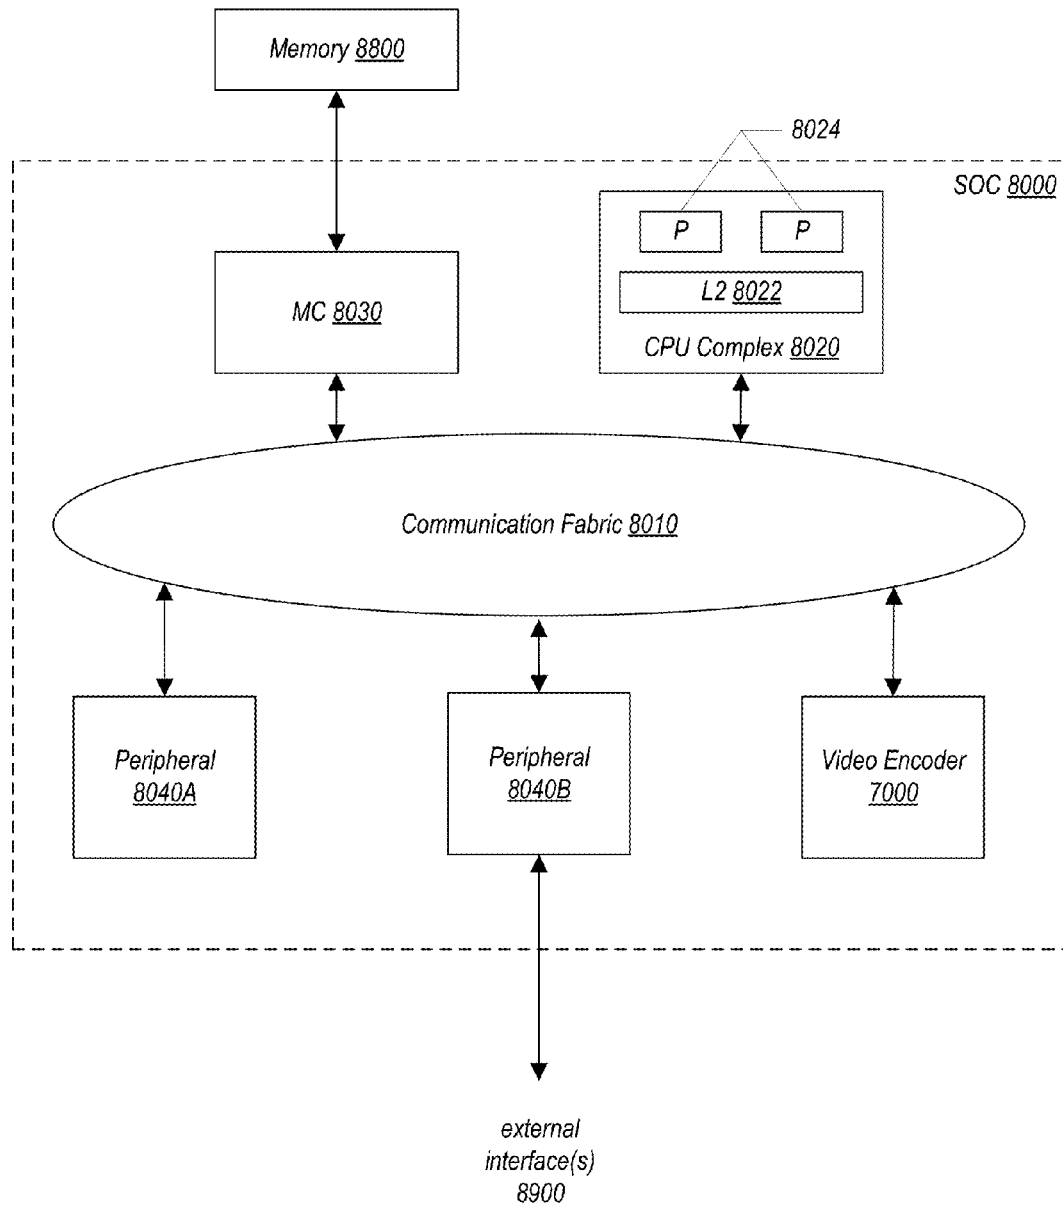 Memory 8800
8024
SOC 8000
P P
L2 8022
MC 8030
CPU Complex 8020
Communication Fabric 8010
Peripheral
8040A
Peripheral
8040B
Video Encoder
7000
external
interface(s)
8900